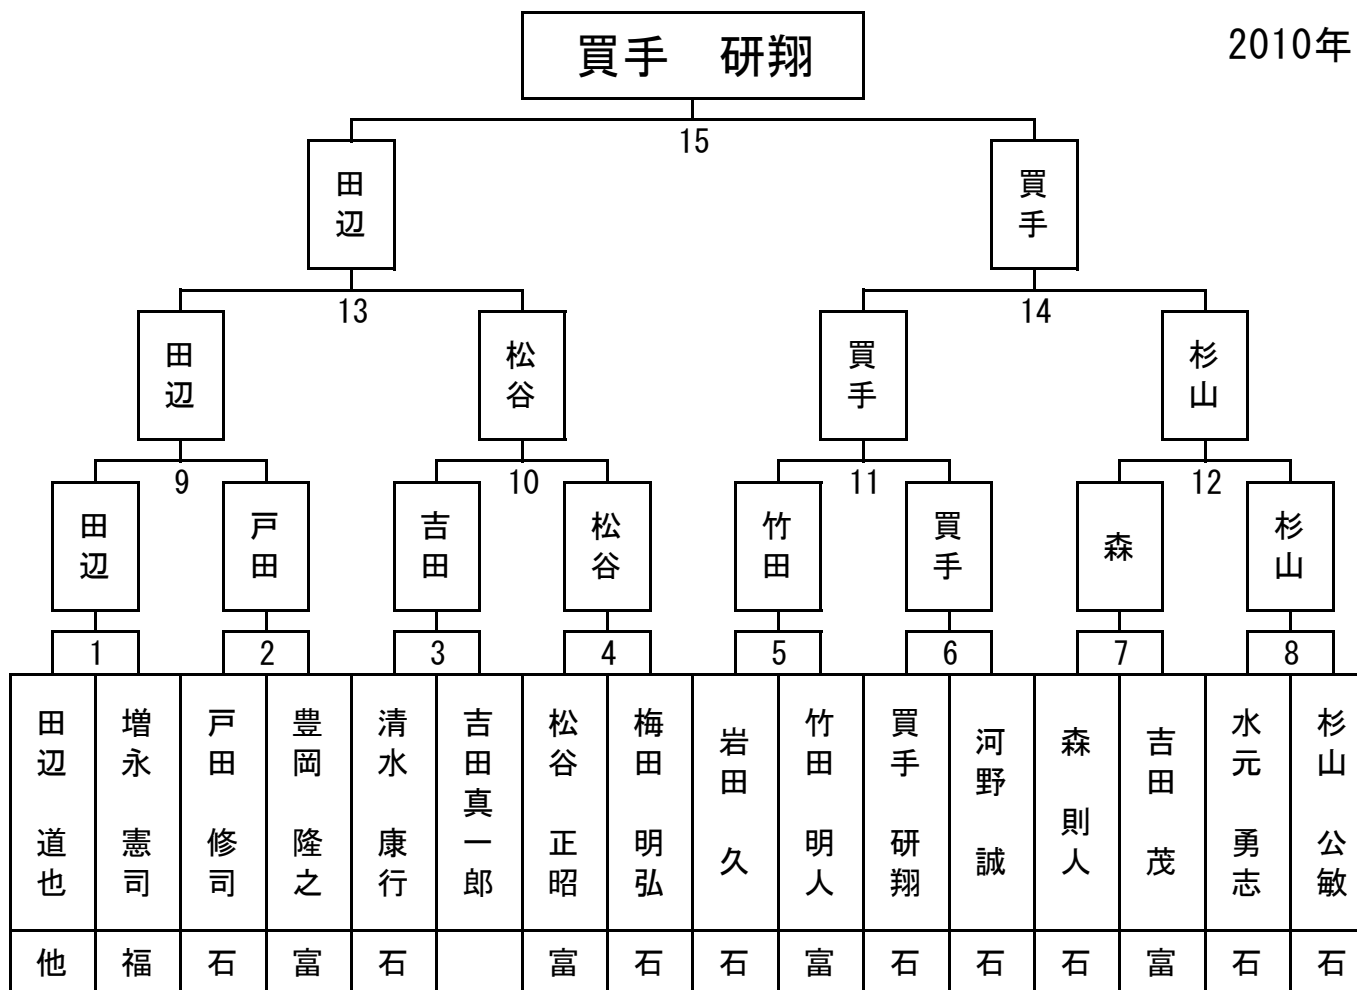 買手　研翔
2010年
15
田辺
買手
13
14
田辺
松谷
買手
杉山
9
10
11
12
田辺
戸田
吉田
松谷
竹田
買手
森
杉山
1
2
3
4
5
6
7
8
田辺　道也
増永　憲司
戸田　修司
豊岡　隆之
清水　康行
吉田真一郎
松谷　正昭
梅田　明弘
岩田　久
竹田　明人
買手　研翔
河野　誠
森　則人
吉田　茂
水元　勇志
杉山　公敏
他
福
石
富
石
富
石
石
富
石
石
石
富
石
石